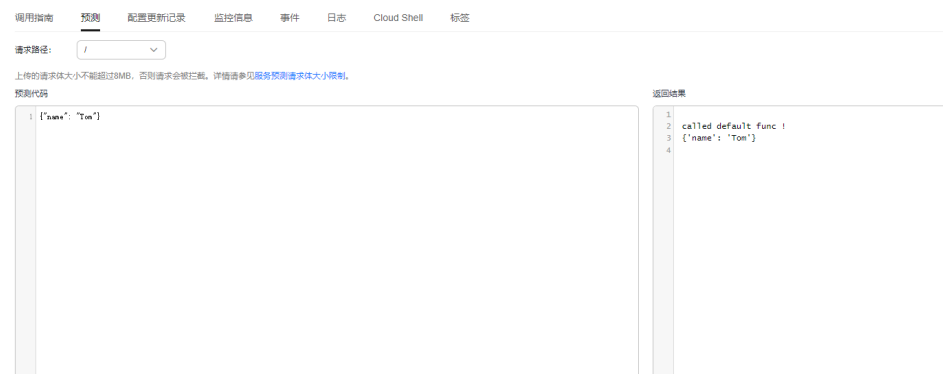 调用指南 预测 配置更新记录 监控信息 事件 日志 Cloud Shell 标签
请求路径： /
上传的请求体大小不能超过8MB，否则请求会被拦截。详情请参见服务预测请求体大小限制。
预测代码 返回结果
1 {"name": "Tom"}
1
2 called default func !
3 {'name': 'Tom'}
4